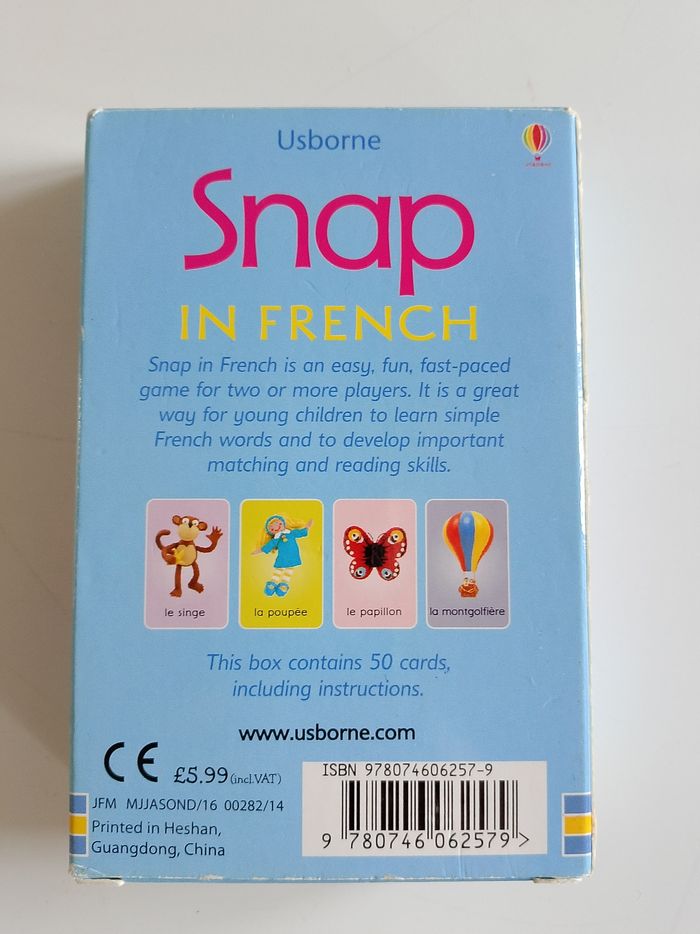 Usborne
Snap
IN FRENCH
Snap in French is an easy, fun, fast-paced
game for two or more players. It is a great
way for young children to learn simple
French words and to develop important
matching and reading skills.
le singe
la poupée
le papillon
la montgolfière
This box contains 50 cards,
including instructions.
www.usborne.com
CE £5.99 (incl.VAT)
JFM MJJASOND/16 00282/14
Printed in Heshan,
Guangdong, China
ISBN 978074606257-9
9 780746 062579 >